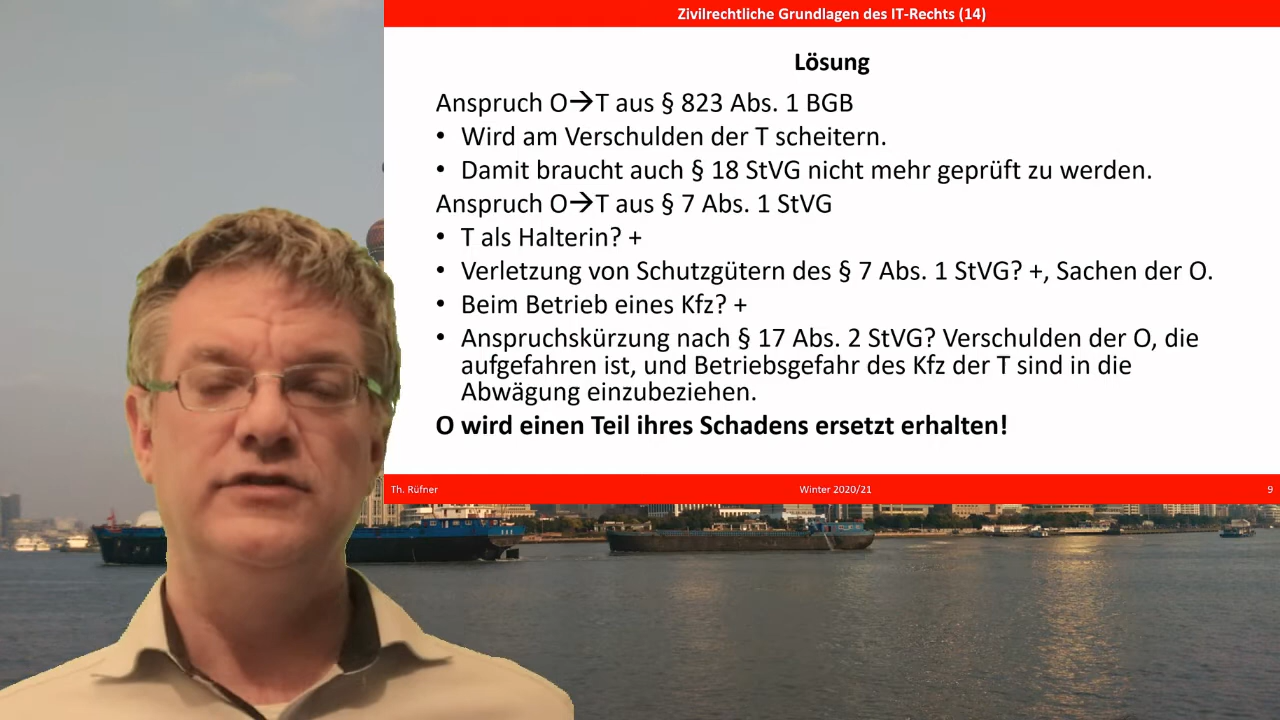 Zivilrechtliche Grundlagen des IT-Rechts (14)
Lösung
Anspruch O→T aus § 823 Abs. 1 BGB
• Wird am Verschulden der T scheitern.
• Damit braucht auch § 18 StVG nicht mehr geprüft zu werden.
Anspruch O→T aus § 7 Abs. 1 StVG
• T als Halterin? +
• Verletzung von Schutzgütern des § 7 Abs. 1 StVG? +, Sachen der O.
• Beim Betrieb eines Kfz? +
• Anspruchskürzung nach § 17 Abs. 2 StVG? Verschulden der O, die
aufgefahren ist, und Betriebsgefahr des Kfz der T sind in die
Abwägung einzubeziehen.
O wird einen Teil ihres Schadens ersetzt erhalten!
Th. Rüfner
Winter 2020/21
9